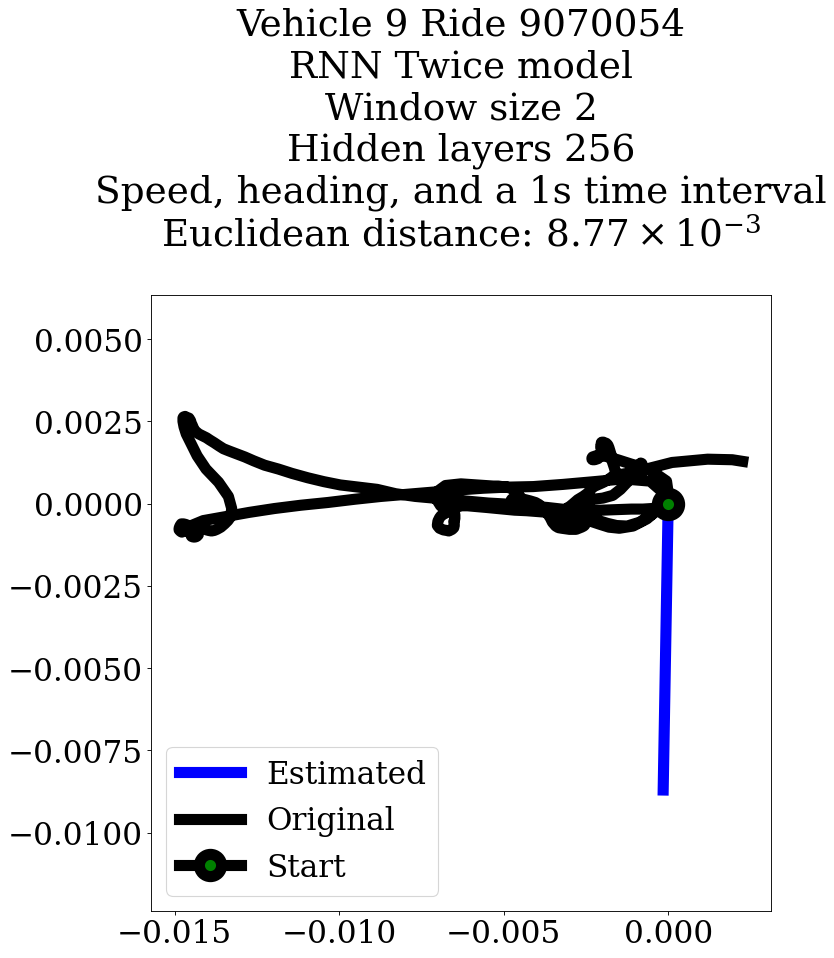 Vehicle 9 Ride 9070054
RNN Twice model
Window size 2
Hidden layers 256
Speed, heading, and a 1s time interval
Euclidean distance: 8.77 × 10⁻³
0.0050
0.0025
0.0000
−0.0025
−0.0050
−0.0075
−0.0100
Estimated
Original
Start
−0.015
−0.010
−0.005
0.000